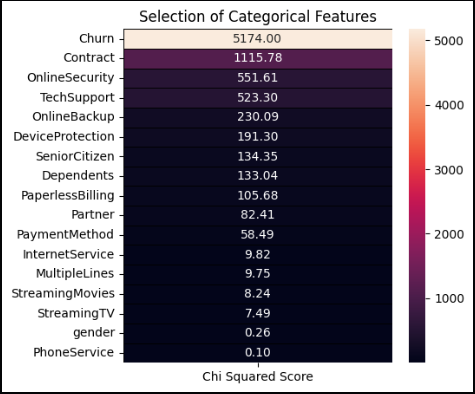 Selection of Categorical Features
Churn 5174.00
Contract 1115.78
OnlineSecurity 551.61
TechSupport 523.30
OnlineBackup 230.09
DeviceProtection 191.30
SeniorCitizen 134.35
Dependents 133.04
PaperlessBilling 105.68
Partner 82.41
PaymentMethod 58.49
InternetService 9.82
MultipleLines 9.75
StreamingMovies 8.24
StreamingTV 7.49
gender 0.26
PhoneService 0.10
Chi Squared Score
5000
4000
3000
2000
1000